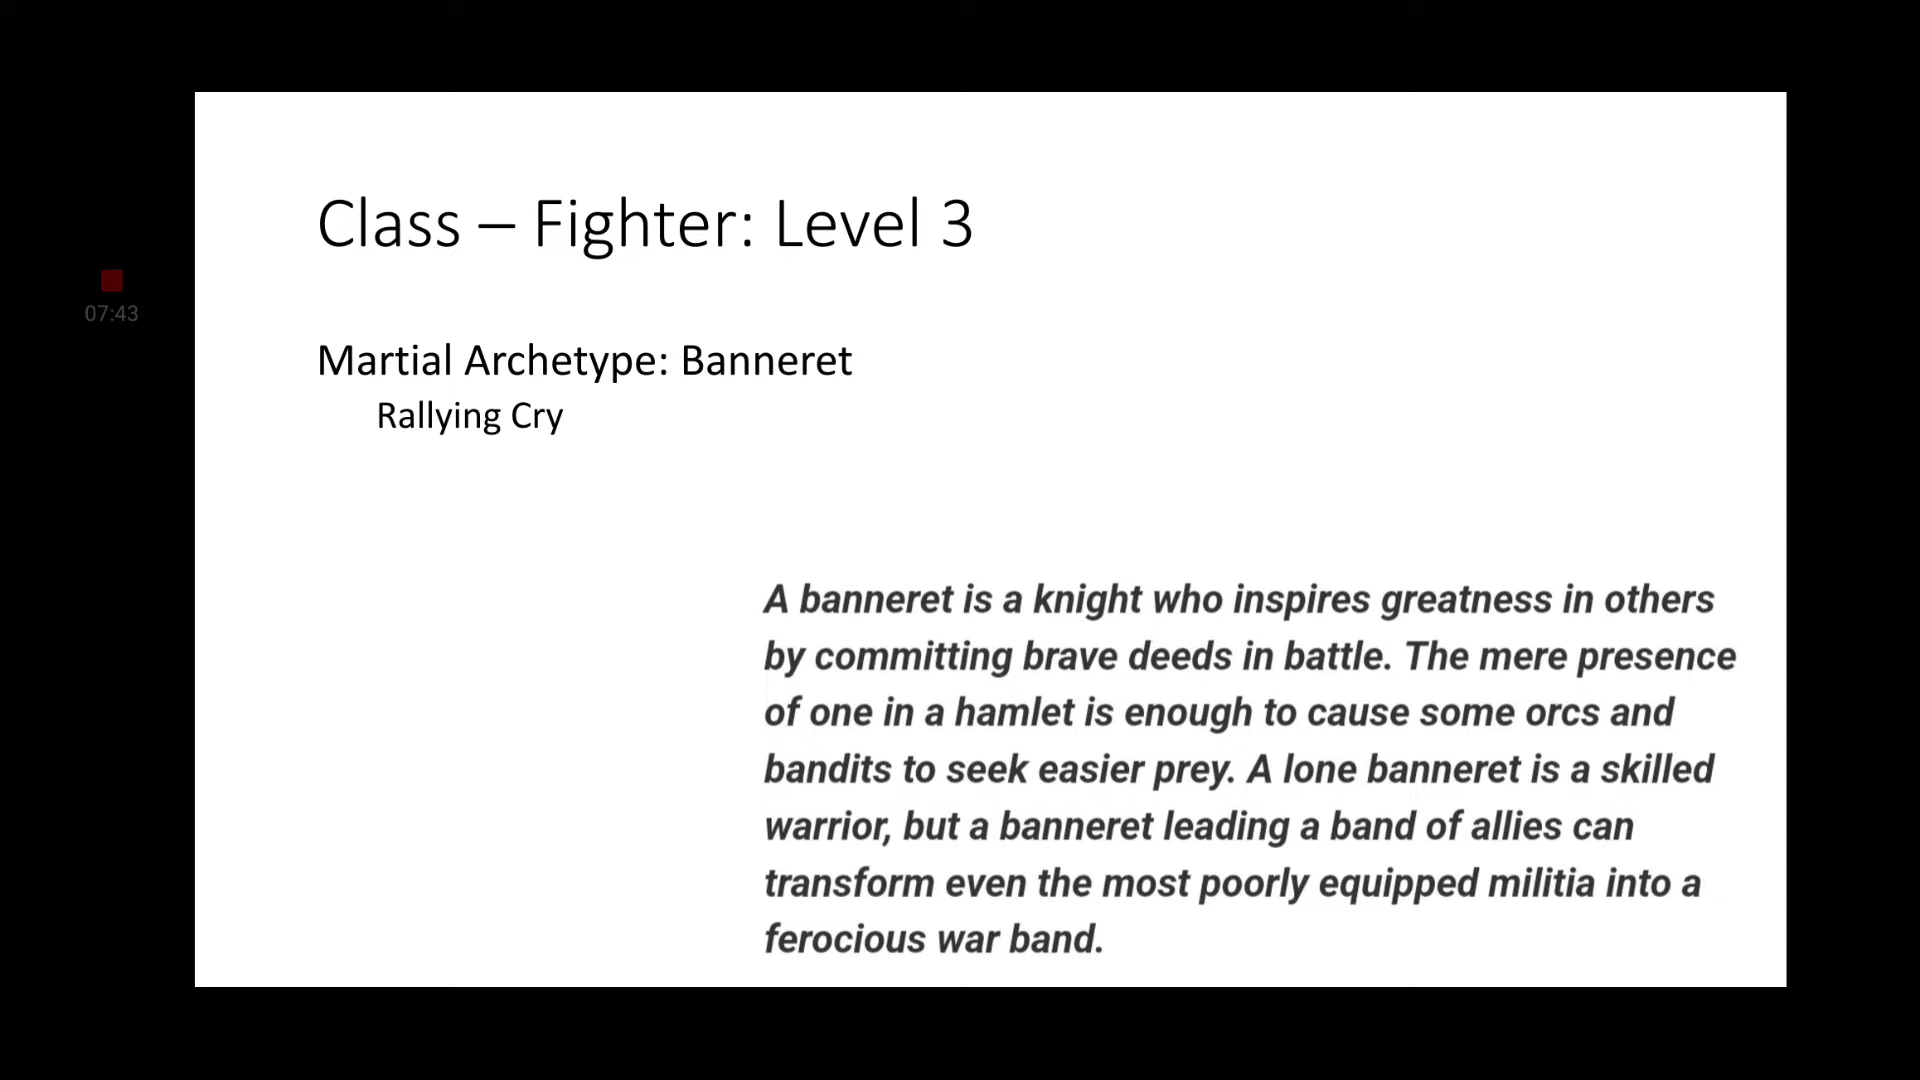 Class – Fighter: Level 3
07:43
Martial Archetype: Banneret
Rallying Cry
A banneret is a knight who inspires greatness in others
by committing brave deeds in battle. The mere presence
of one in a hamlet is enough to cause some orcs and
bandits to seek easier prey. A lone banneret is a skilled
warrior, but a banneret leading a band of allies can
transform even the most poorly equipped militia into a
ferocious war band.